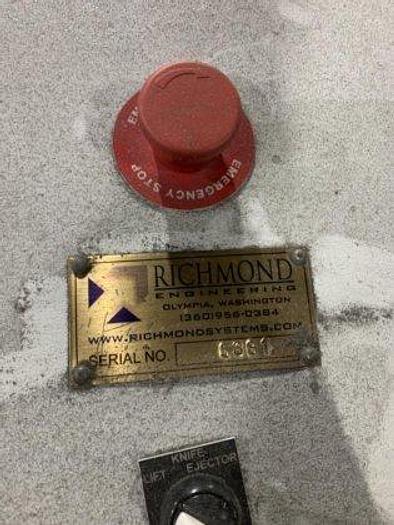 EMERGENCY STOP
RICHMOND
ENGINEERING
OLYMPIA, WASHINGTON
(360)956-0384
WWW.RICHMONDSYSTEMS.COM
SERIAL NO.
KNIFE
LIFT EJECTOR